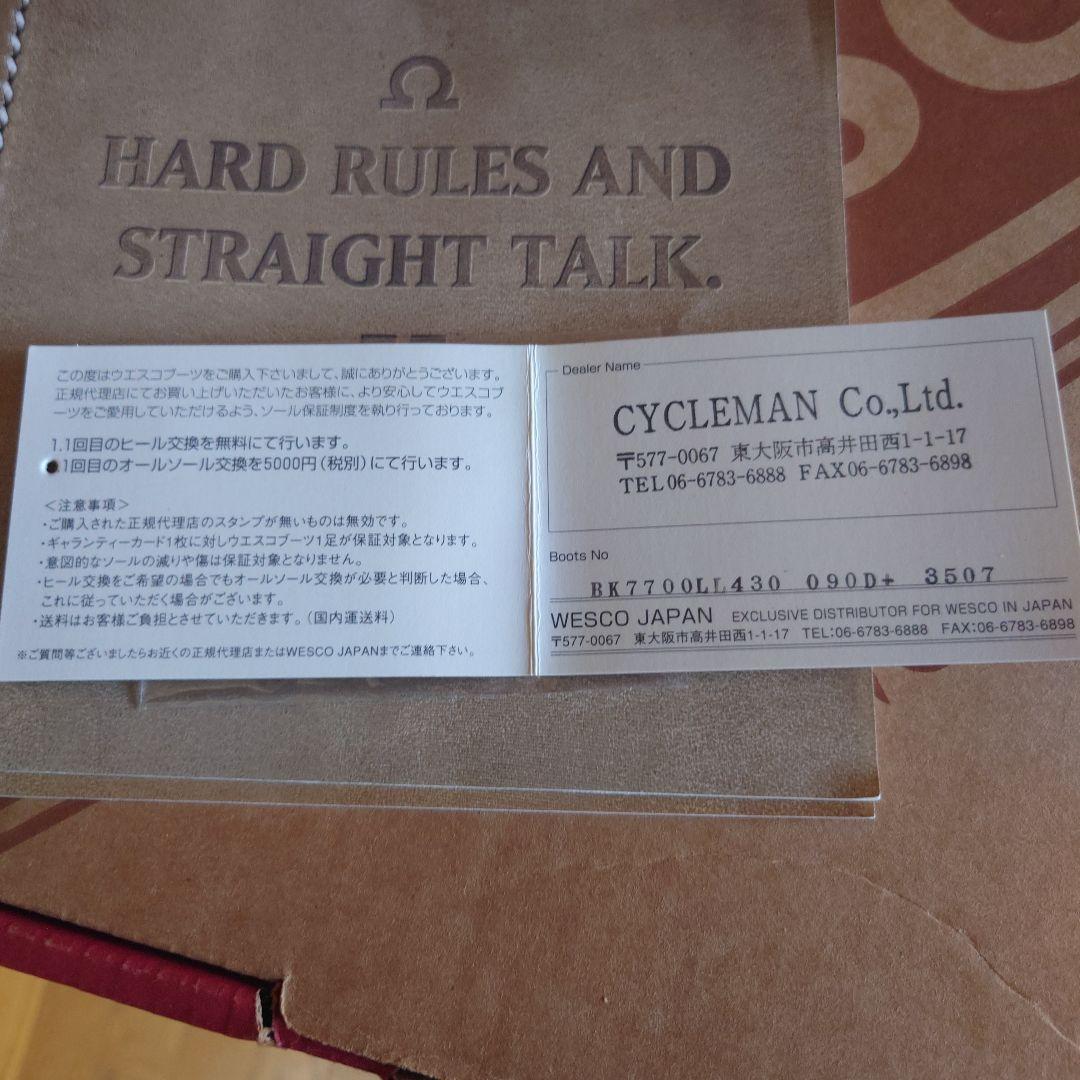 Ω
HARD RULES AND
STRAIGHT TALK.
この度はウエスコブーツをご購入下さいまして、誠にありがとうございます。
正規代理店にてお買い上げいただいたお客様に、より安心してウエスコブ
ーツをご愛用していただけるよう、ソール保証制度を執り行っております。
1.1回目のヒール交換を無料にて行います。
1回目のオールソール交換を5000円（税別）にて行います。
＜注意事項＞
・ご購入された正規代理店のスタンプが無いものは無効です。
・ギャランティーカード1枚に対しウエスコブーツ1足が保証対象となります。
・意図的なソールの減りや傷は保証対象となりません。
・ヒール交換をご希望の場合でもオールソール交換が必要と判断した場合、
これに従っていただく場合がございます。
・送料はお客様ご負担とさせていただきます。（国内運送料）
※ご質問等ございましたらお近くの正規代理店またはWESCO JAPANまでご連絡下さい。
Dealer Name
CYCLEMAN Co.,Ltd.
〒577-0067 東大阪市高井田西1-1-17
TEL06-6783-6888 FAX06-6783-6898
Boots No
BK7700LL430 090D+ 3507
WESCO JAPAN EXCLUSIVE DISTRIBUTOR FOR WESCO IN JAPAN
〒577-0067 東大阪市高井田西1-1-17 TEL:06-6783-6888 FAX:06-6783-6898